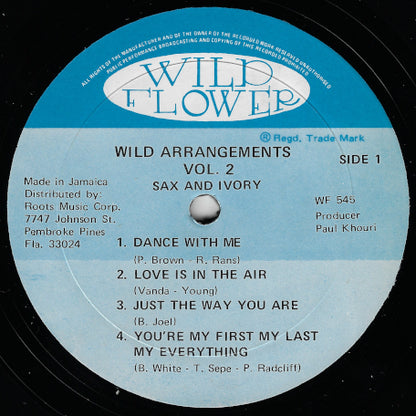 ALL RIGHTS OF THE MANUFACTURER AND OF THE OWNER OF THE RECORDED WORK RESERVED UNAUTHORISED
PUBLIC PERFORMANCE BROADCASTING AND COPYING OF THIS RECORD PROHIBITED
WILD
FLOWER
® Regd. Trade Mark
WILD ARRANGEMENTS
VOL. 2
SIDE 1
SAX AND IVORY
Made in Jamaica
Distributed by:
Roots Music Corp.
7747 Johnson St.
Pembroke Pines
Fla. 33024
WF 545
Producer
Paul Khouri
1. DANCE WITH ME
(P. Brown - R. Rans)
2. LOVE IS IN THE AIR
(Vanda - Young)
3. JUST THE WAY YOU ARE
(B. Joel)
4. YOU'RE MY FIRST MY LAST
MY EVERYTHING
(B. White - T. Sepe - P. Radcliff)